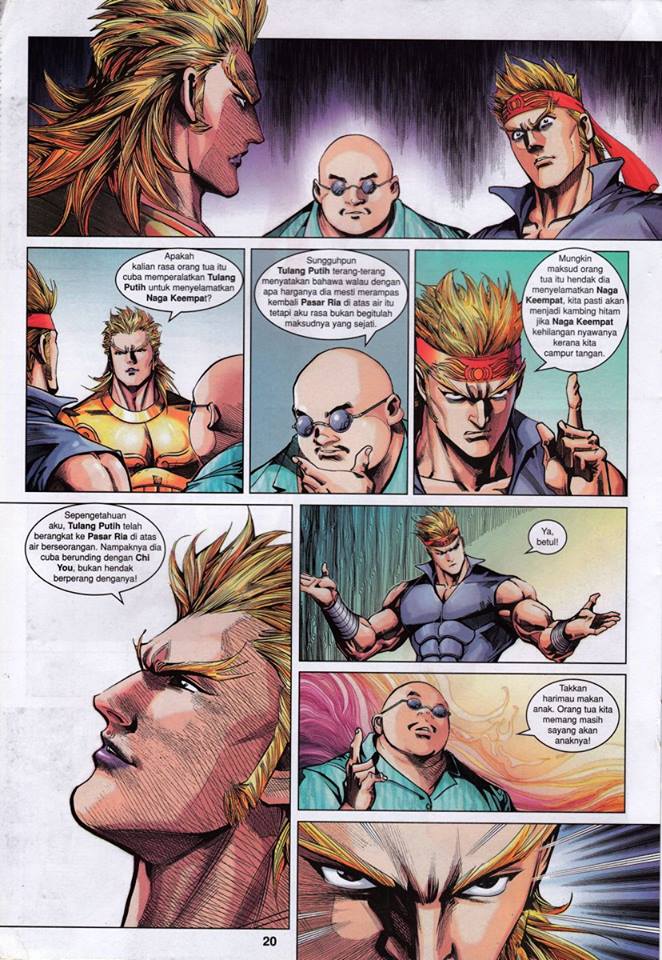 Apakah
kalian rasa orang tua itu
cuba memperalatkan Tulang
Putih untuk menyelamatkan
Naga Keempat?
Sungguhpun
Tulang Putih terang-terang
menyatakan bahawa walau dengan
apa harganya dia mesti merampas
kembali Pasar Ria di atas air itu
tetapi aku rasa bukan begitulah
maksudnya yang sejati.
Mungkin
maksud orang
tua itu hendak dia
menyelamatkan Naga
Keempat, kita pasti akan
menjadi kambing hitam
jika Naga Keempat
kehilangan nyawanya
kerana kita
campur tangan.
Sepengetahuan
aku, Tulang Putih telah
berangkat ke Pasar Ria di atas
air berseorangan. Nampaknya dia
cuba berunding dengan Chi
You, bukan hendak
berperang denganya!
Ya,
betul!
Takkan
harimau makan
anak. Orang tua kita
memang masih
sayang akan
anaknya!
20